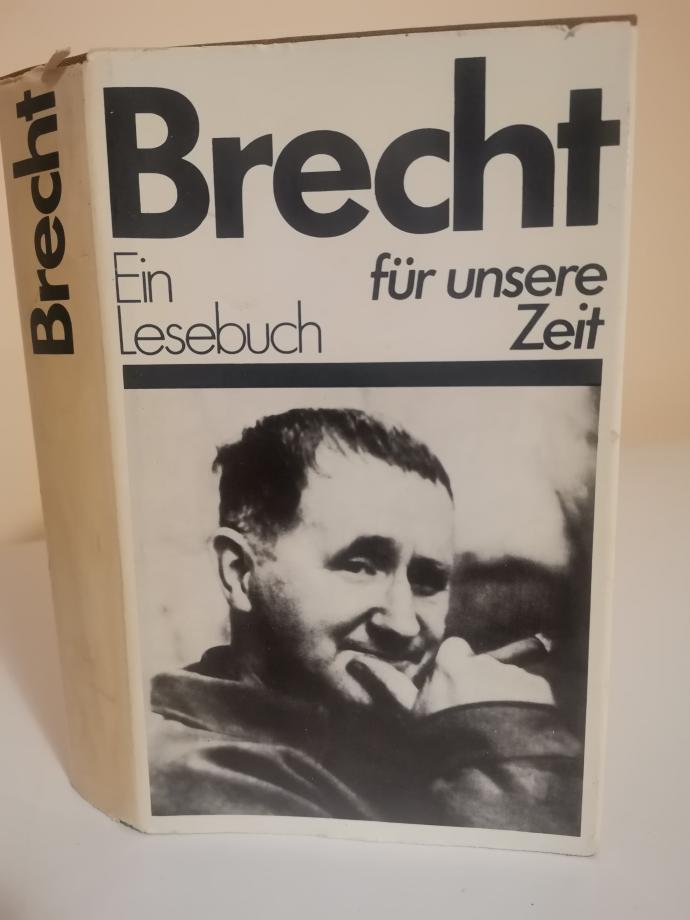 Brecht
Brecht
Ein
Lesebuch
für unsere
Zeit